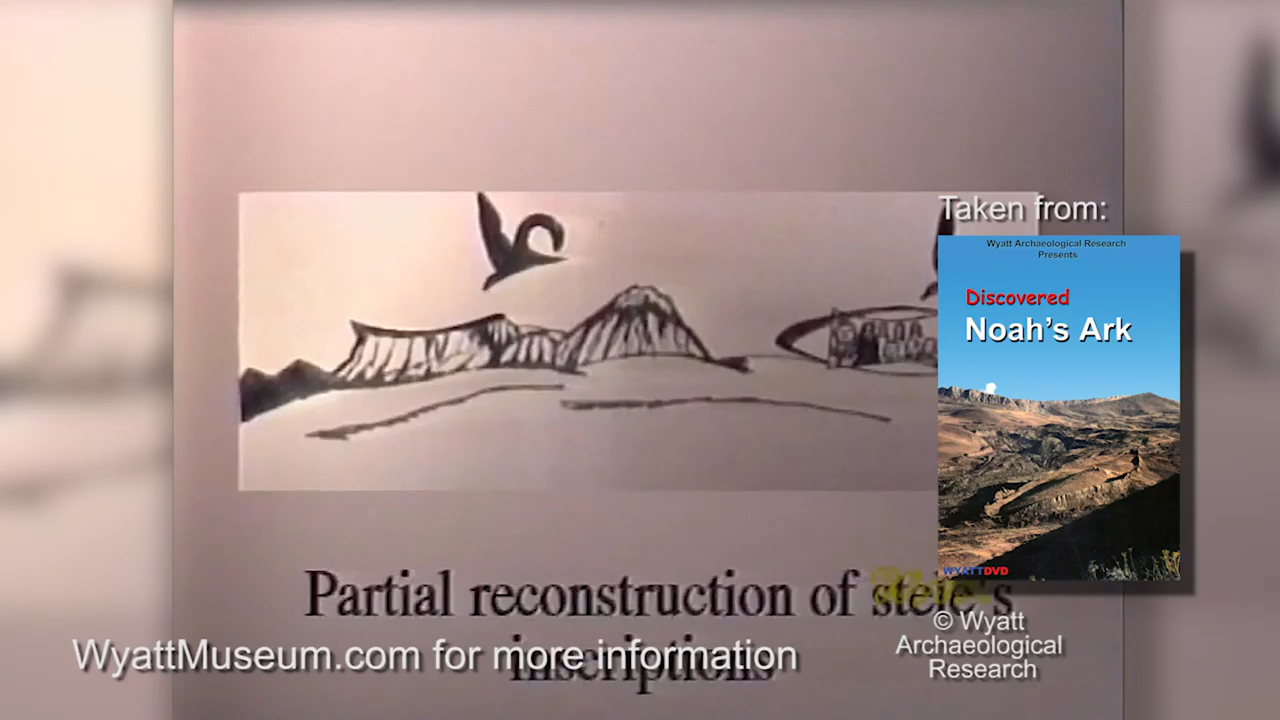 Taken from:
Wyatt Archaeological Research
Presents
Discovered
Noah's Ark
WYATTDVD
Partial reconstruction of stele's
inscriptions
© Wyatt
Archaeological
Research
WyattMuseum.com for more information